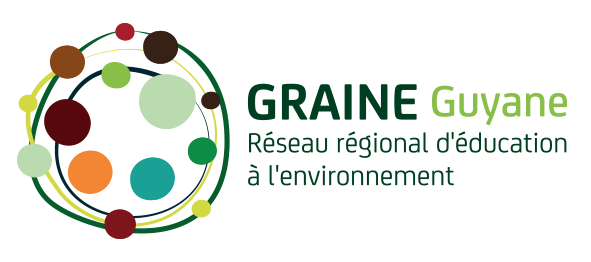 GRAINE Guyane
Réseau régional d'éducation
à l'environnement